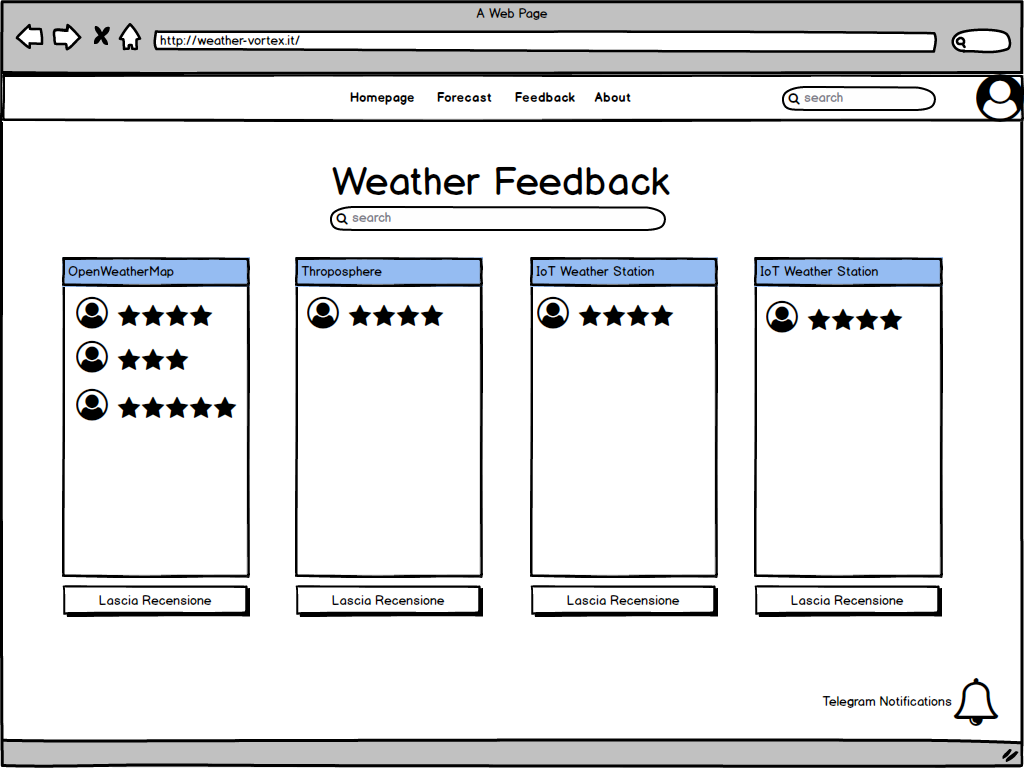 A Web Page
http://weather-vortex.it/
Homepage Forecast Feedback About search
Weather Feedback
search
OpenWeatherMap Throposphere IoT Weather Station IoT Weather Station
Lascia Recensione Lascia Recensione Lascia Recensione Lascia Recensione
Telegram Notifications